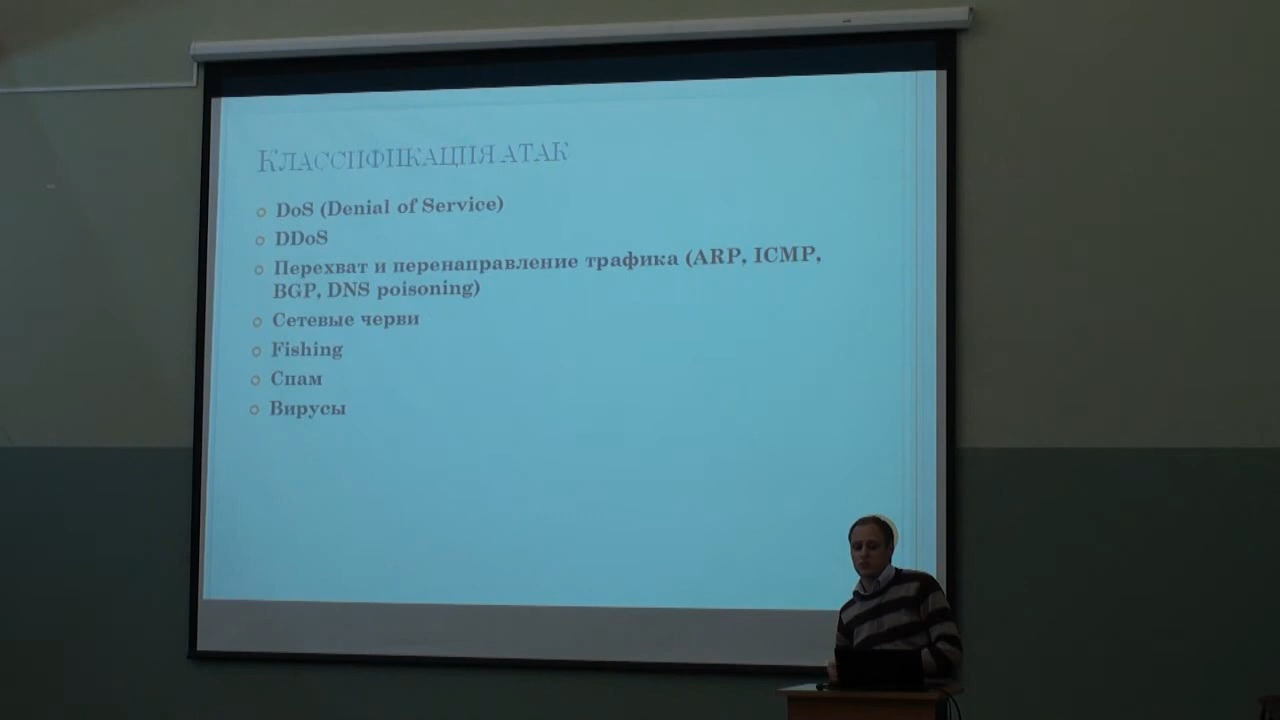 КЛАССИФИКАЦИЯ АТАК
DoS (Denial of Service)
DDoS
Перехват и перенаправление трафика (ARP, ICMP,
BGP, DNS poisoning)
Сетевые черви
Fishing
Спам
Вирусы